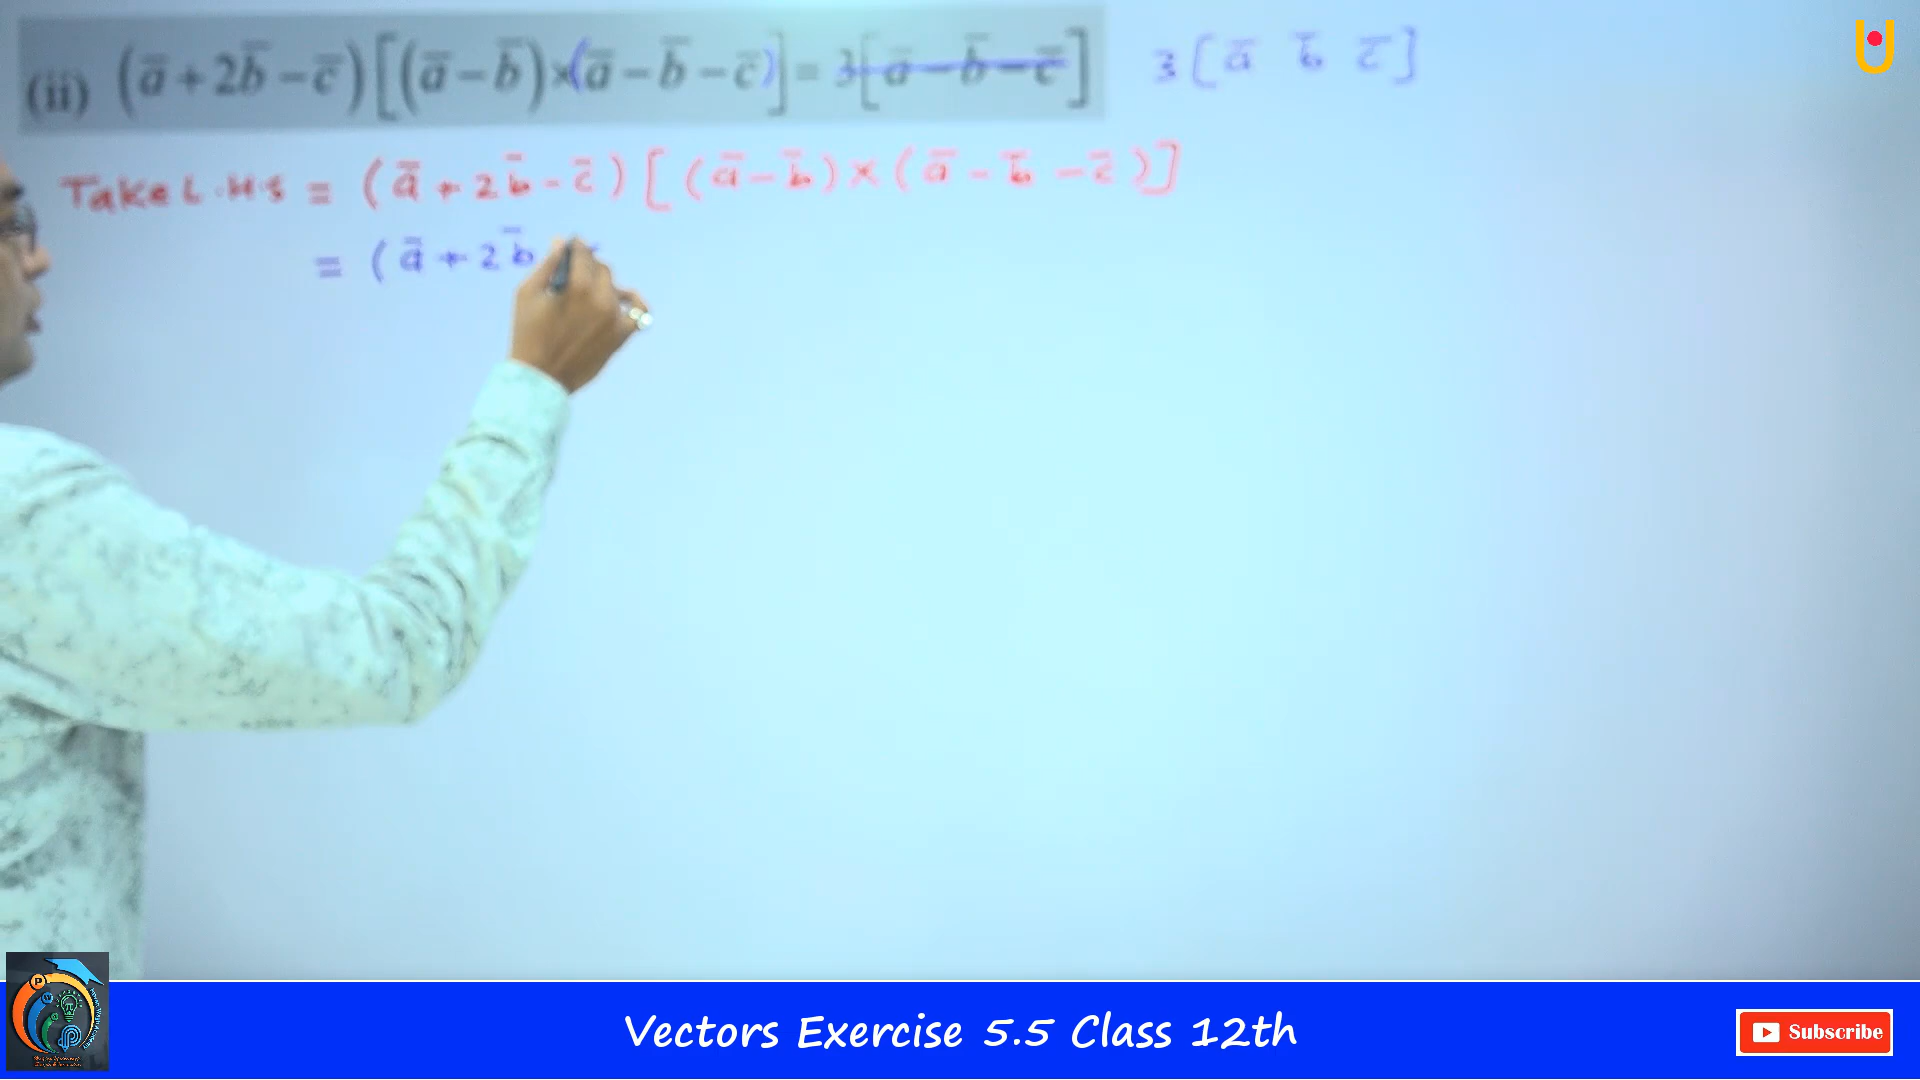 (ii) (a̅ + 2b̅ − c̅) [(a̅ − b̅) × (a̅ − b̅ − c̅)] = 3[a̅ − b̅ − c̅] 3[a̅ b̅ c̅]
Take L.H.S = (a̅ + 2b̅ − c̅) [(a̅ − b̅) × (a̅ − b̅ − c̅)]
= (a̅ + 2b̅
Vectors Exercise 5.5 Class 12th
Subscribe